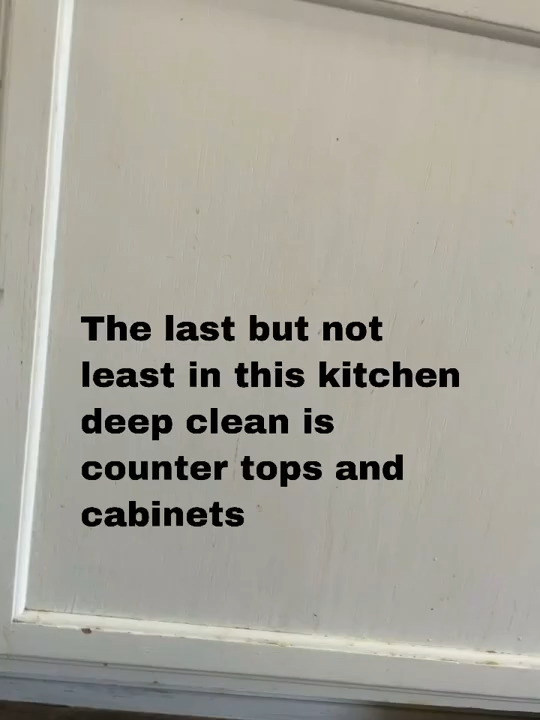 The last but not
least in this kitchen
deep clean is
counter tops and
cabinets